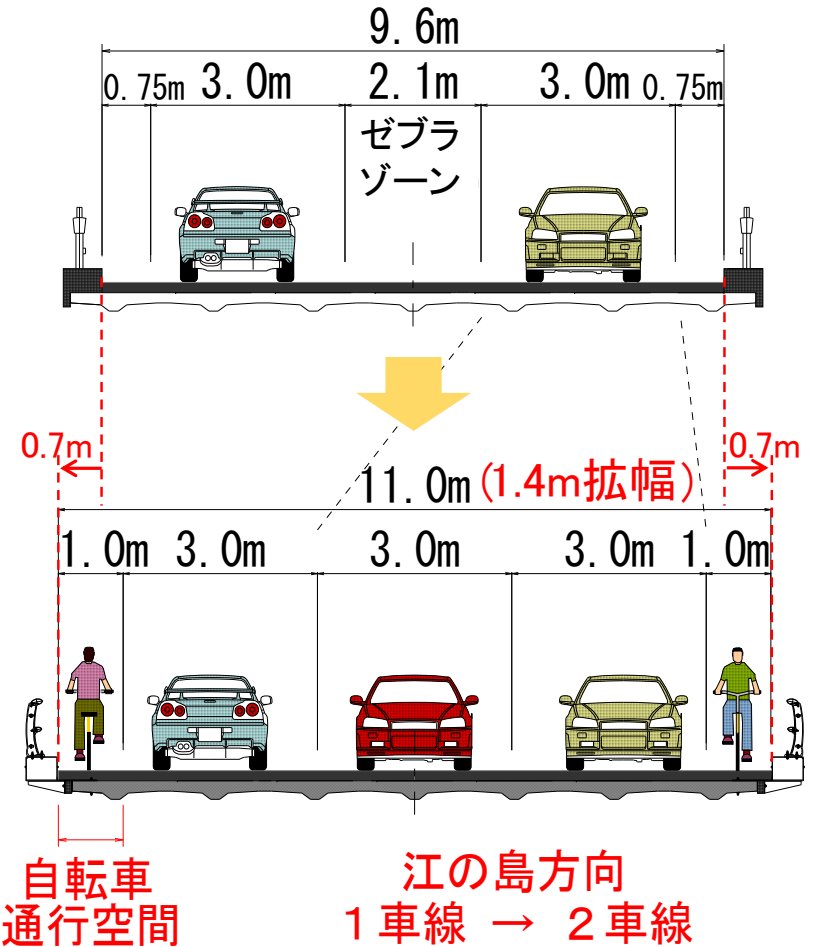 9.6m
0.75m 3.0m 2.1m 3.0m 0.75m
ゼブラ
ゾーン
0.7m 0.7m
11.0m(1.4m拡幅)
1.0m 3.0m 3.0m 3.0m 1.0m
自転車
通行空間
江の島方向
1車線 → 2車線